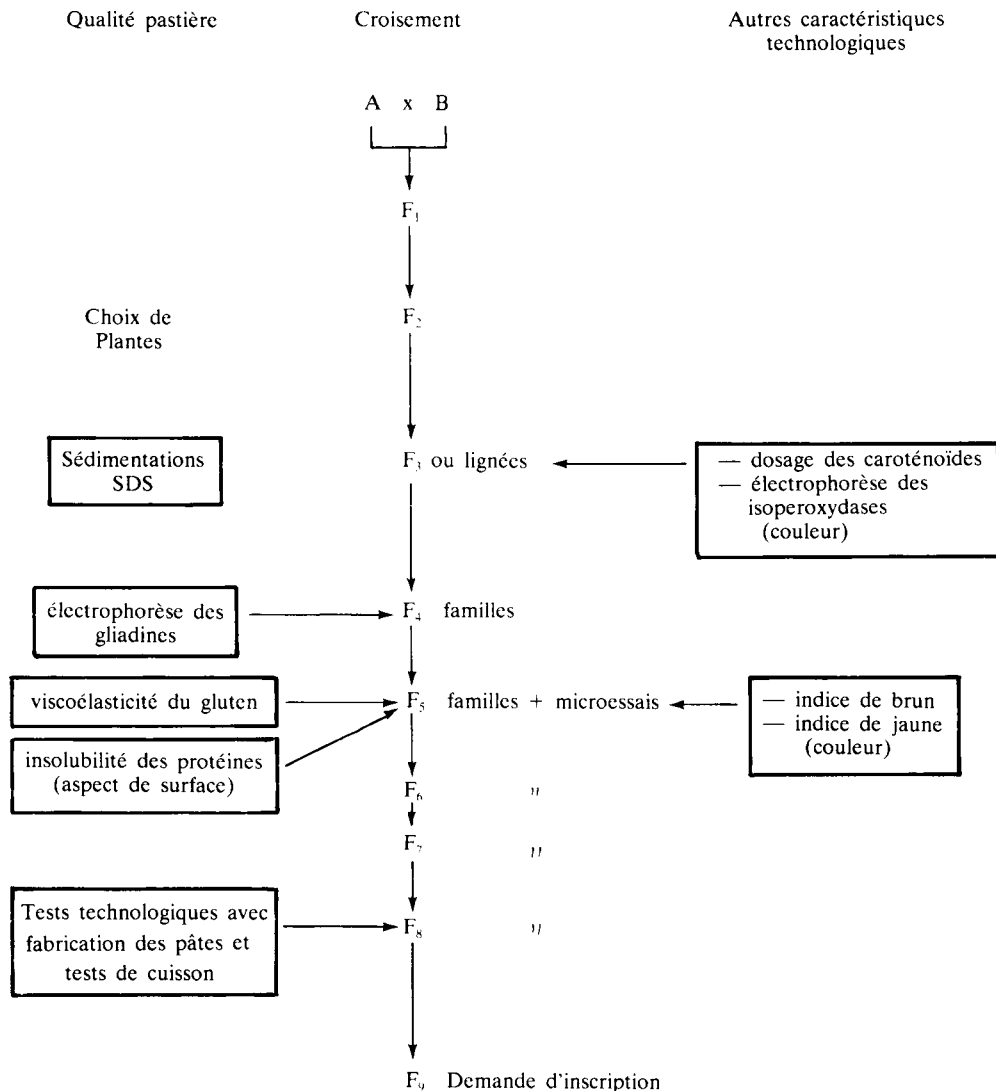 Qualité pastière
Croisement
Autres caractéristiques
technologiques
A x B
F₁
F₂
Choix de
Plantes
Sédimentations
SDS
F₃ ou lignées
— dosage des caroténoïdes
— électrophorèse des
isoperoxydases
(couleur)
électrophorèse des
gliadines
F₄ familles
viscoélasticité du gluten
F₅ familles + microessais
— indice de brun
— indice de jaune
(couleur)
insolubilité des protéines
(aspect de surface)
F₆ "
F₇ "
Tests technologiques avec
fabrication des pâtes et
tests de cuisson
F₈ "
F₉ Demande d'inscription